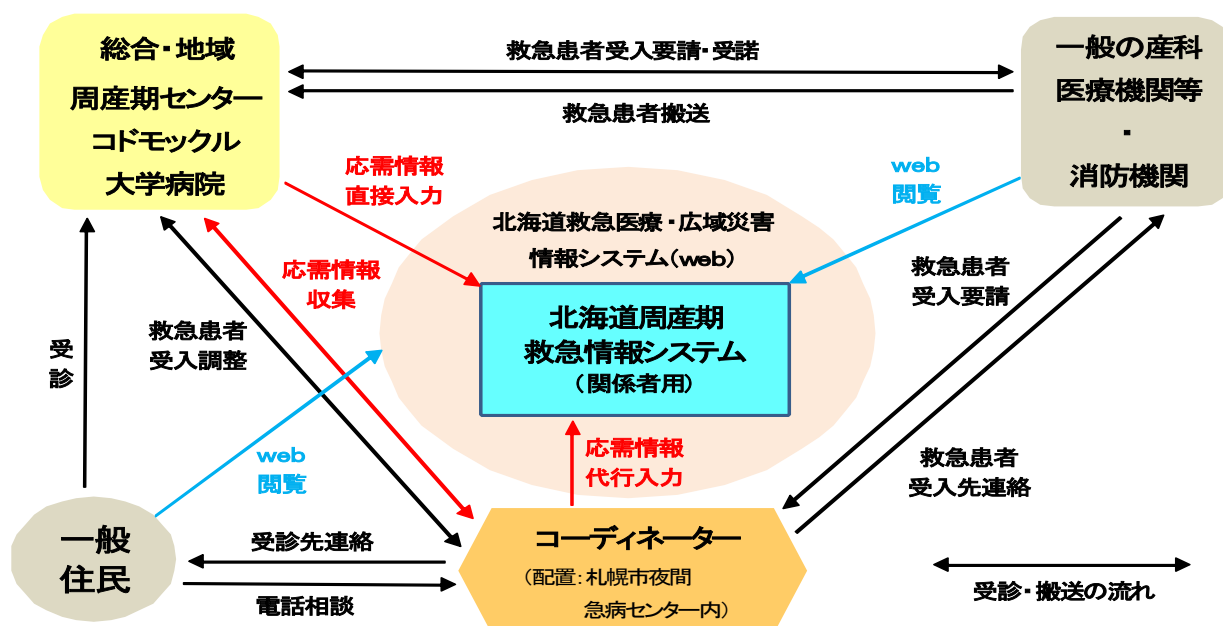 総合・地域
周産期センター
コドモックル
大学病院
救急患者受入要請・受諾
救急患者搬送
一般の産科
医療機関等
・
消防機関
応需情報
直接入力
web
閲覧
北海道救急医療・広域災害
情報システム（web）
北海道周産期
救急情報システム
（関係者用）
応需情報
収集
救急患者
受入調整
救急患者
受入要請
受
診
web
閲覧
応需情報
代行入力
救急患者
受入先連絡
一般
住民
受診先連絡
電話相談
コーディネーター
（配置：札幌市夜間
急病センター内）
受診・搬送の流れ